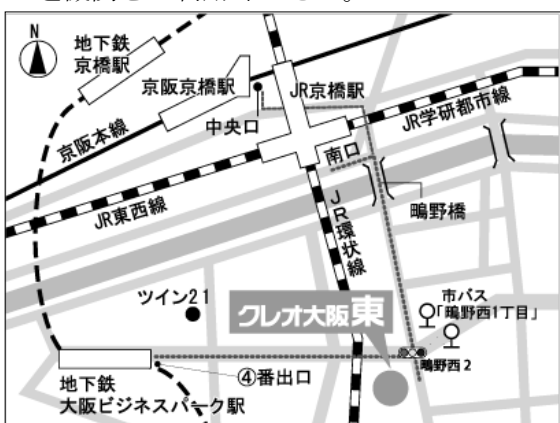 N
地下鉄
京橋駅
京阪京橋駅
JR京橋駅
中央口
京阪本線
JR学研都市線
南口
JR東西線
JR環状線
鴫野橋
市バス
「鴫野西1丁目」
ツイン21
クレオ大阪東
鴫野西2
④番出口
地下鉄
大阪ビジネスパーク駅